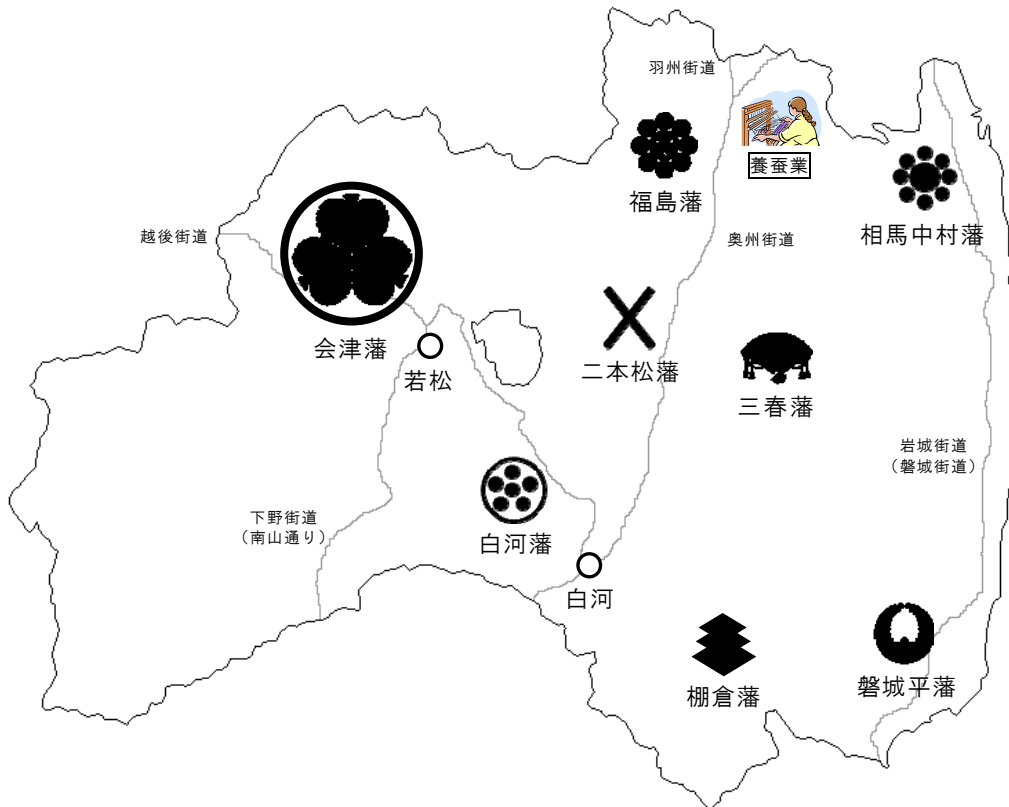 羽州街道
養蚕業
福島藩
相馬中村藩
越後街道
奥州街道
会津藩
若松
二本松藩
三春藩
岩城街道
（磐城街道）
下野街道
（南山通り）
白河藩
白河
棚倉藩
磐城平藩